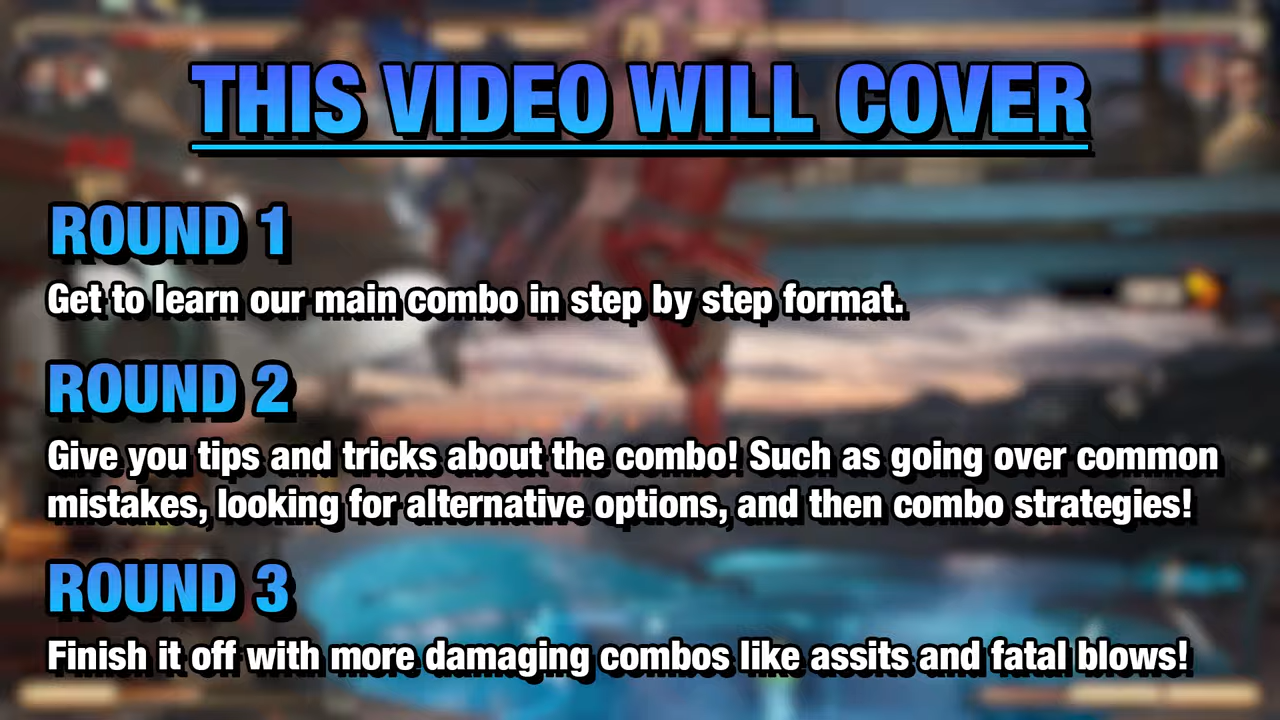 THIS VIDEO WILL COVER
ROUND 1
Get to learn our main combo in step by step format.
ROUND 2
Give you tips and tricks about the combo! Such as going over common
mistakes, looking for alternative options, and then combo strategies!
ROUND 3
Finish it off with more damaging combos like assits and fatal blows!